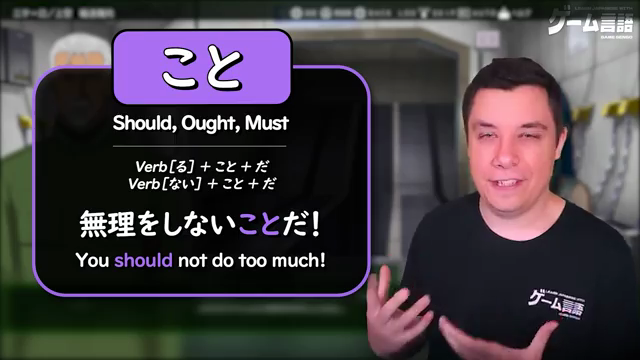 こと
Should, Ought, Must
Verb[る] + こと + だ
Verb[ない] + こと + だ
無理をしないことだ!
You should not do too much!
ゲーム言語
ゲーム言語